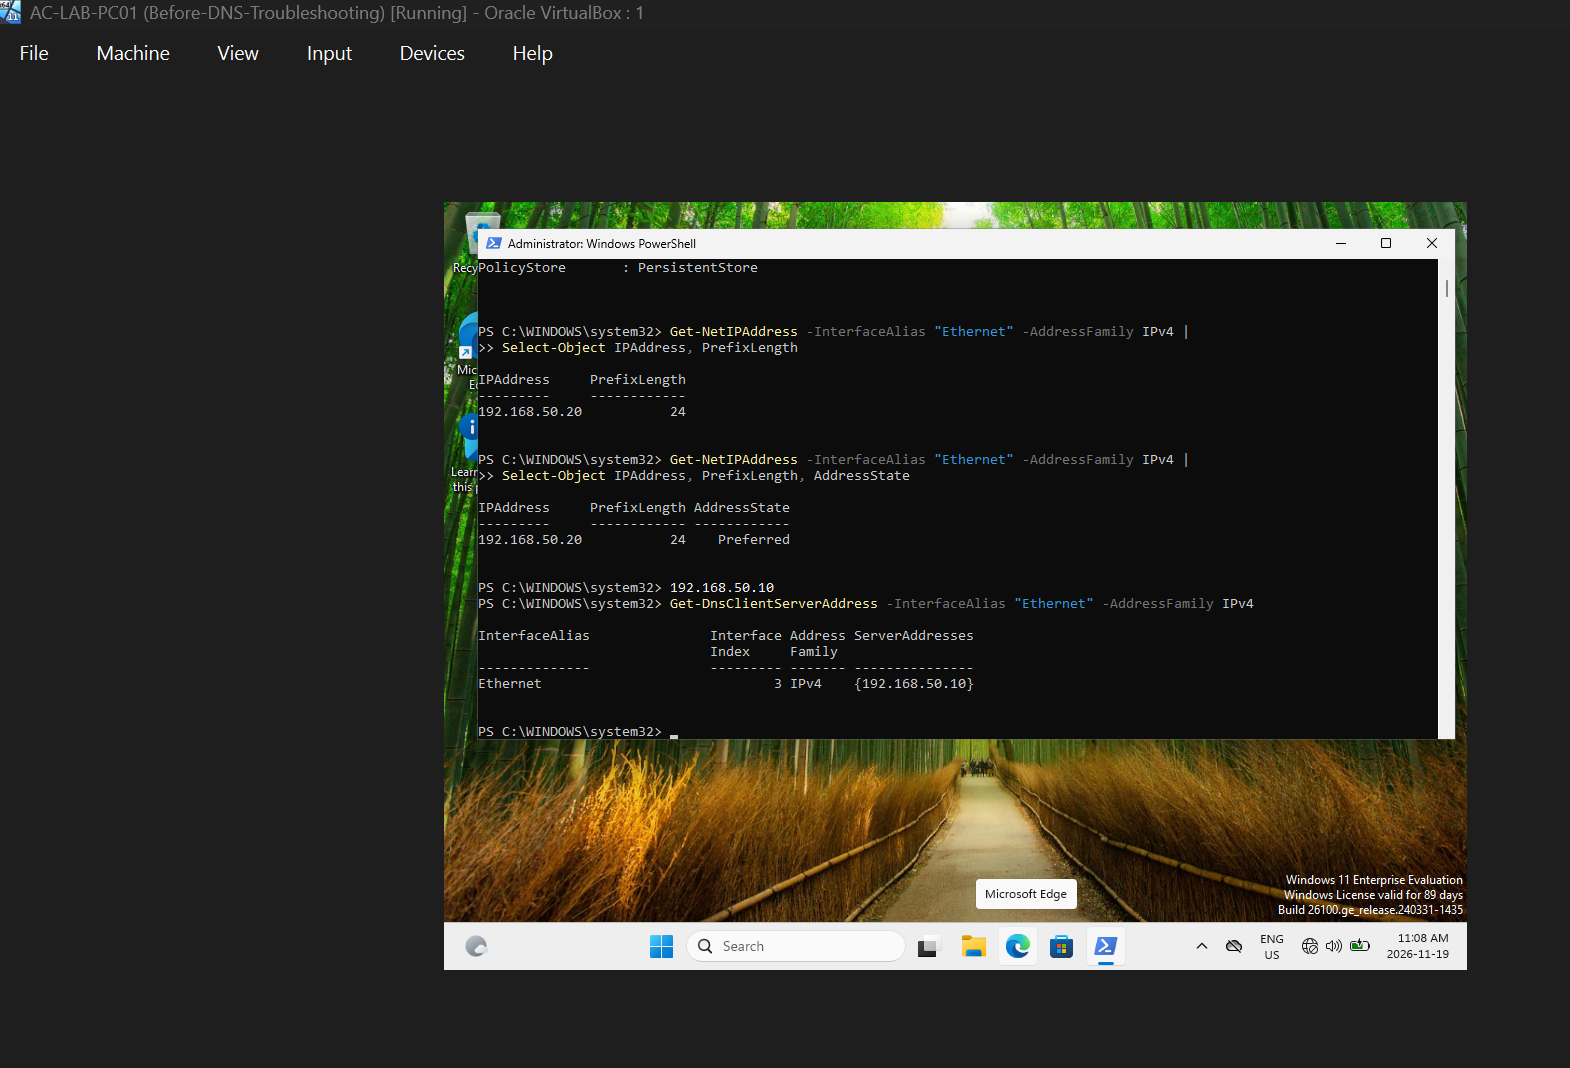 AC-LAB-PC01 (Before-DNS-Troubleshooting) [Running] - Oracle VirtualBox : 1
File Machine View Input Devices Help
Administrator: Windows PowerShell
PolicyStore : PersistentStore
PS C:\WINDOWS\system32> Get-NetIPAddress -InterfaceAlias "Ethernet" -AddressFamily IPv4 |
>> Select-Object IPAddress, PrefixLength
IPAddress PrefixLength
--------- ------------
192.168.50.20 24
PS C:\WINDOWS\system32> Get-NetIPAddress -InterfaceAlias "Ethernet" -AddressFamily IPv4 |
>> Select-Object IPAddress, PrefixLength, AddressState
IPAddress PrefixLength AddressState
--------- ------------ ------------
192.168.50.20 24 Preferred
PS C:\WINDOWS\system32> 192.168.50.10
PS C:\WINDOWS\system32> Get-DnsClientServerAddress -InterfaceAlias "Ethernet" -AddressFamily IPv4
InterfaceAlias Interface Address ServerAddresses
Index Family
-------------- --------- ------- ---------------
Ethernet 3 IPv4 {192.168.50.10}
PS C:\WINDOWS\system32>
Recy
Mic
E
Lear
this
Microsoft Edge
Windows 11 Enterprise Evaluation
Windows License valid for 89 days
Build 26100.ge_release.240331-1435
Search
ENG
US
11:08 AM
2026-11-19